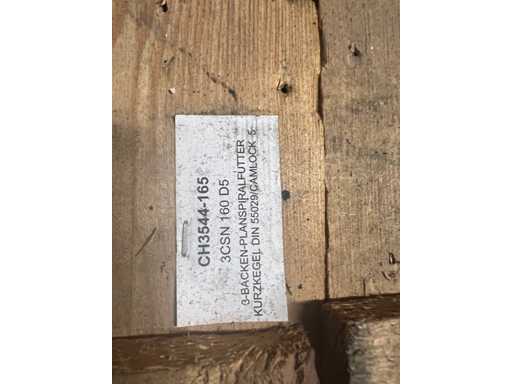 CH3544-165
3CSN 160 D5
3-BACKEN-PLANSPIRALFUTTER
KURZKEGEL DIN 55029/CAMLOCK 5